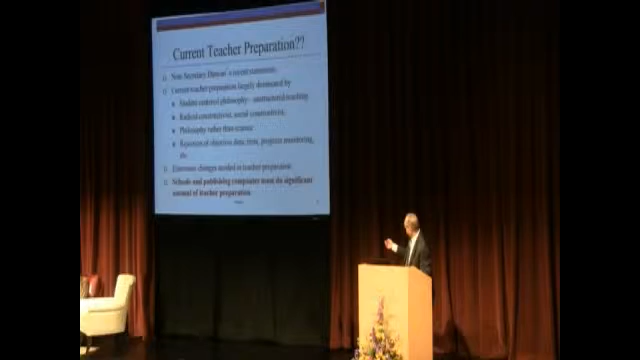 Current Teacher Preparation??
Note Secretary Duncan's recent statements
Current teacher preparation largely dominated by
Student centered philosophy - unstructured teaching
Radical constructivism, social constructivism,
Philosophy rather than science
Rejection of objective data, tests, progress monitoring,
etc
Enormous changes needed in teacher preparation
Schools and publishing companies must do significant
amount of teacher preparation